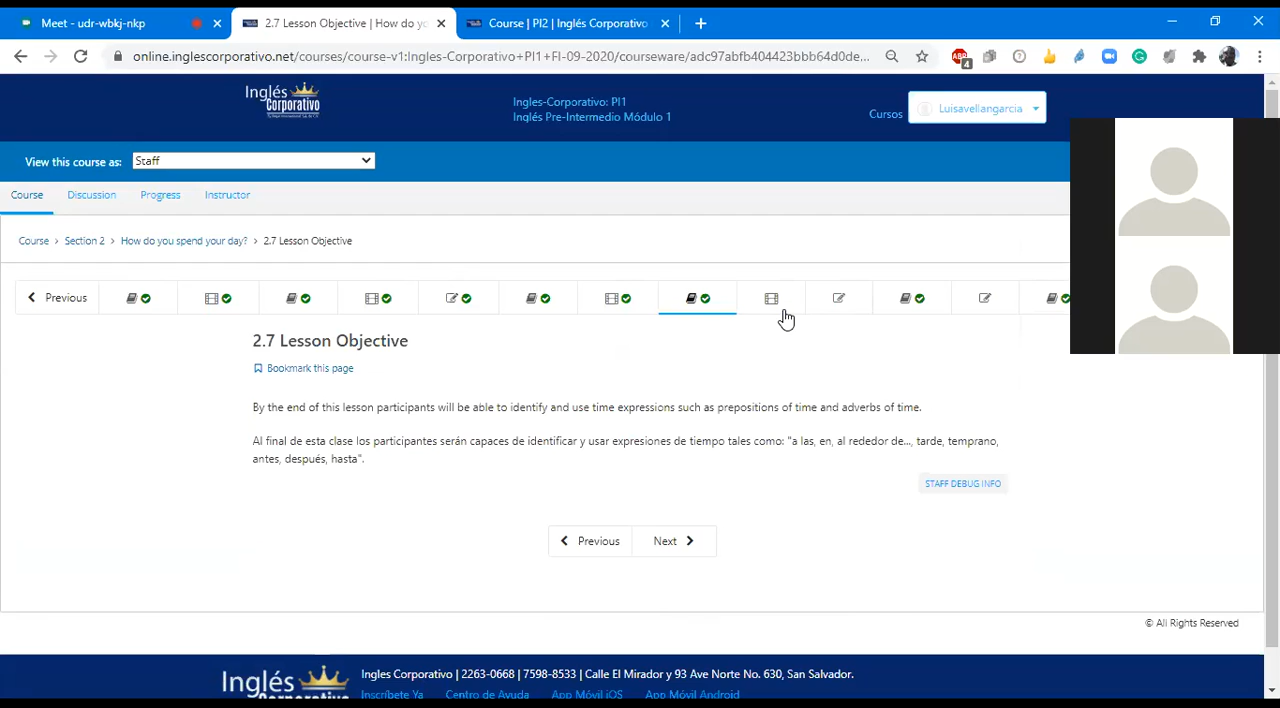 Meet - udr-wbkj-nkp
2.7 Lesson Objective | How do yo
Course | PI2 | Inglés Corporativo
online.inglescorporativo.net/courses/course-v1:Ingles-Corporativo+PI1+FI-09-2020/courseware/adc97abfb404423bbb64d0de...
4
Inglés
Corporativo
Ingles-Corporativo: PI1
Inglés Pre-Intermedio Módulo 1
Cursos
Luisavellangarcia
View this course as:
Staff
Course
Discussion
Progress
Instructor
Course > Section 2 > How do you spend your day? > 2.7 Lesson Objective
Previous
2.7 Lesson Objective
Bookmark this page
By the end of this lesson participants will be able to identify and use time expressions such as prepositions of time and adverbs of time.
Al final de esta clase los participantes serán capaces de identificar y usar expresiones de tiempo tales como: "a las, en, al rededor de..., tarde, temprano,
antes, después, hasta".
STAFF DEBUG INFO
Previous
Next
© All Rights Reserved
Inglés
Corporativo
Ingles Corporativo | 2263-0668 | 7598-8533 | Calle El Mirador y 93 Ave Norte No. 630, San Salvador.
Inscríbete Ya
Centro de Ayuda
App Móvil iOS
App Móvil Android